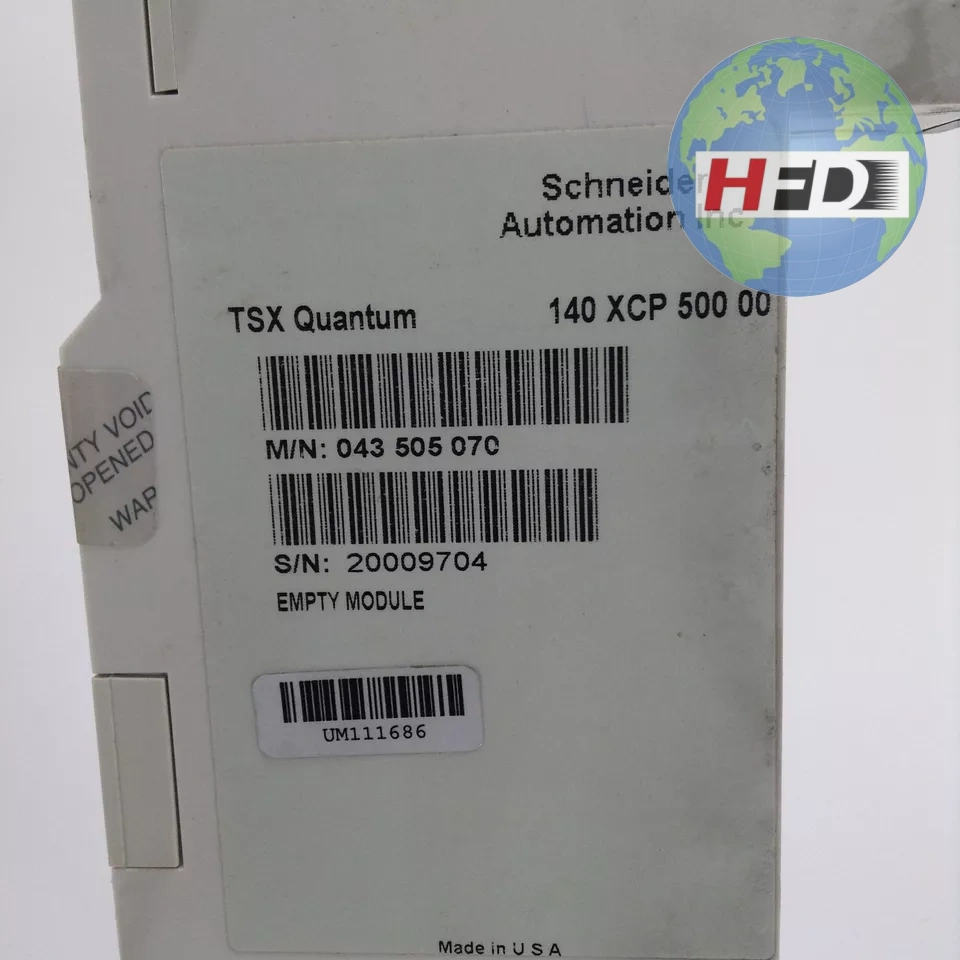 HFD
Schneider
Automation Inc
TSX Quantum 140 XCP 500 00
M/N: 043 505 070
S/N: 20009704
EMPTY MODULE
NTY VOID
OPENED
WAR
UM111686
Made in U S A